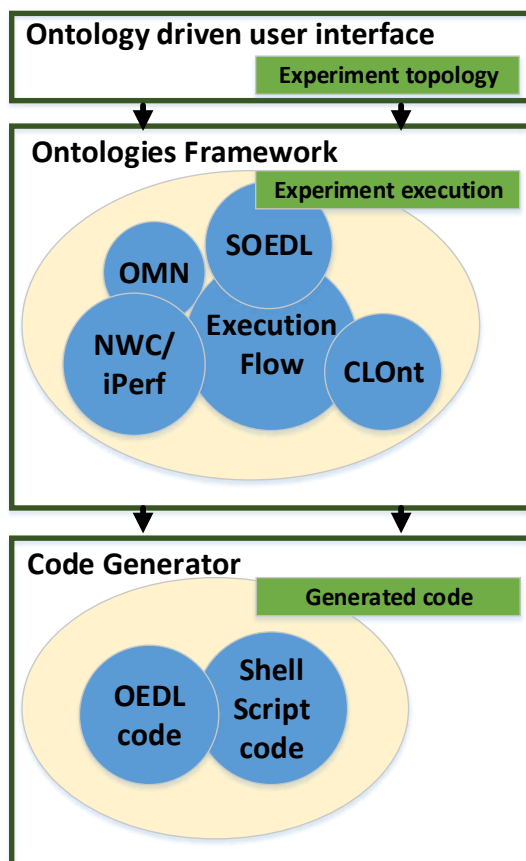 Ontology driven user interface
Experiment topology
Ontologies Framework
Experiment execution
SOEDL
OMN
Execution
Flow
NWC/
iPerf
CLOnt
Code Generator
Generated code
OEDL
code
Shell
Script
code